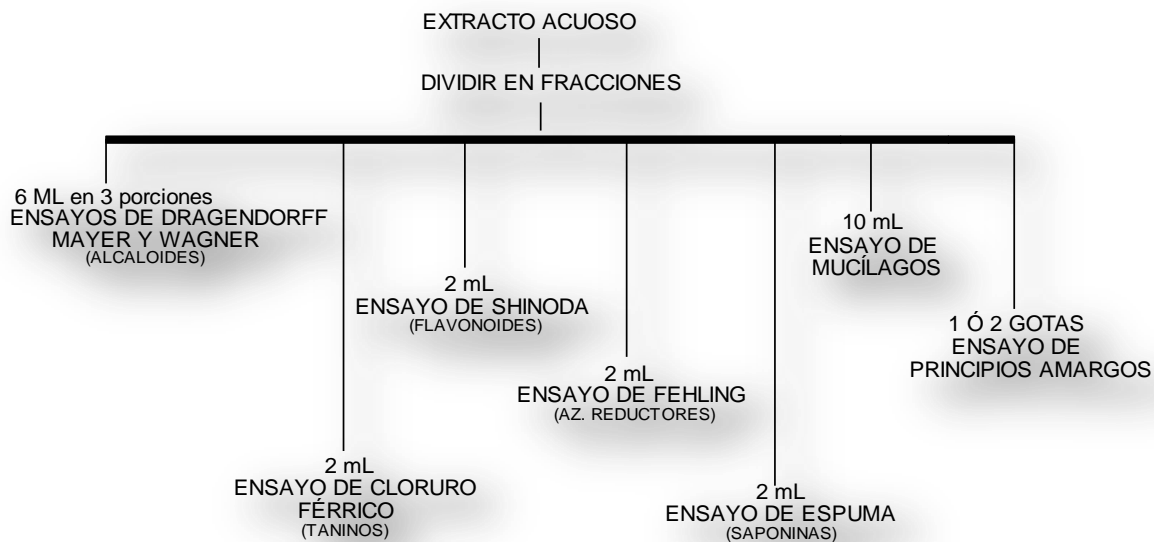 EXTRACTO ACUOSO
DIVIDIR EN FRACCIONES
6 ML en 3 porciones
ENSAYOS DE DRAGENDORFF
MAYER Y WAGNER
(ALCALOIDES)
2 mL
ENSAYO DE CLORURO
FÉRRICO
(TANINOS)
2 mL
ENSAYO DE SHINODA
(FLAVONOIDES)
2 mL
ENSAYO DE FEHLING
(AZ. REDUCTORES)
2 mL
ENSAYO DE ESPUMA
(SAPONINAS)
10 mL
ENSAYO DE
MUCÍLAGOS
1 Ó 2 GOTAS
ENSAYO DE
PRINCIPIOS AMARGOS